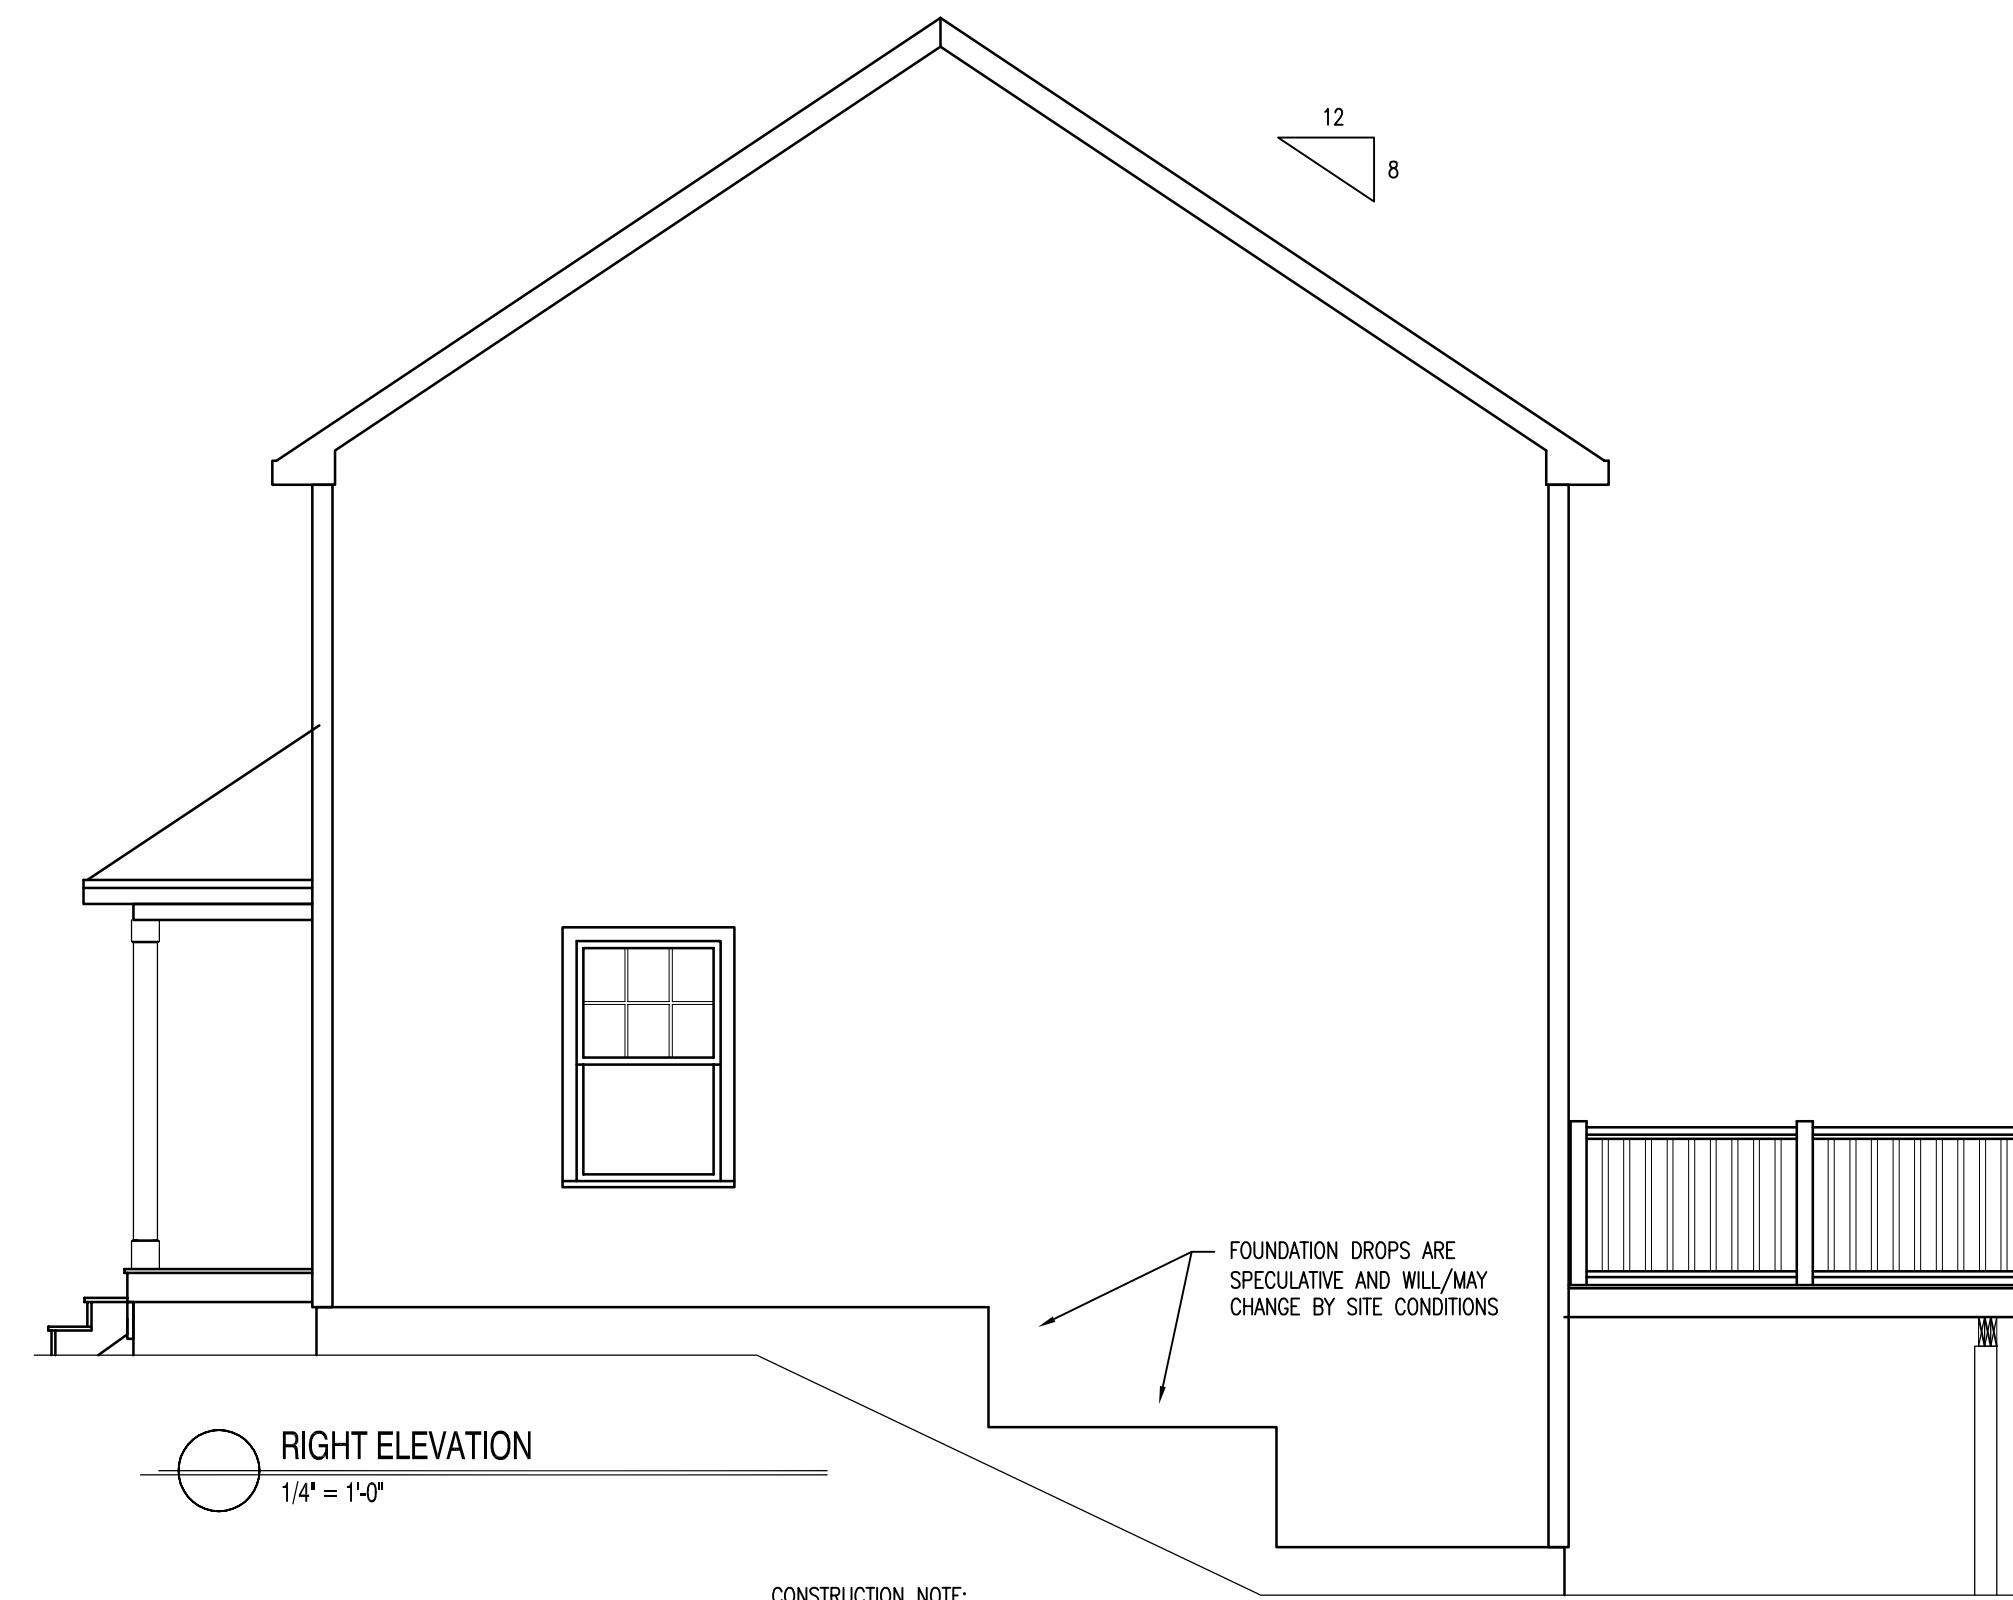 12
8
FOUNDATION DROPS ARE
SPECULATIVE AND WILL/MAY
CHANGE BY SITE CONDITIONS
RIGHT ELEVATION
1/4" = 1'-0"
CONSTRUCTION NOTE: